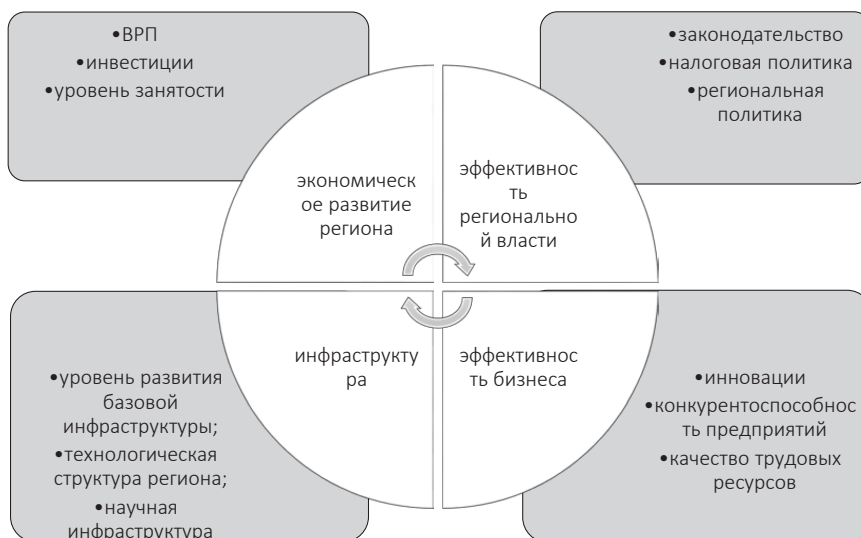 •ВРП
•инвестиции
•уровень занятости
•законодательство
•налоговая политика
•региональная
политика
экономическ
ое развитие
региона
эффективнос
ть
регионально
й власти
инфраструкту
ра
эффективнос
ть бизнеса
•уровень развития
базовой
инфраструктуры;
•технологическая
структура региона;
•научная
инфраструктура
•инновации
•конкурентоспособнос
ть предприятий
•качество трудовых
ресурсов